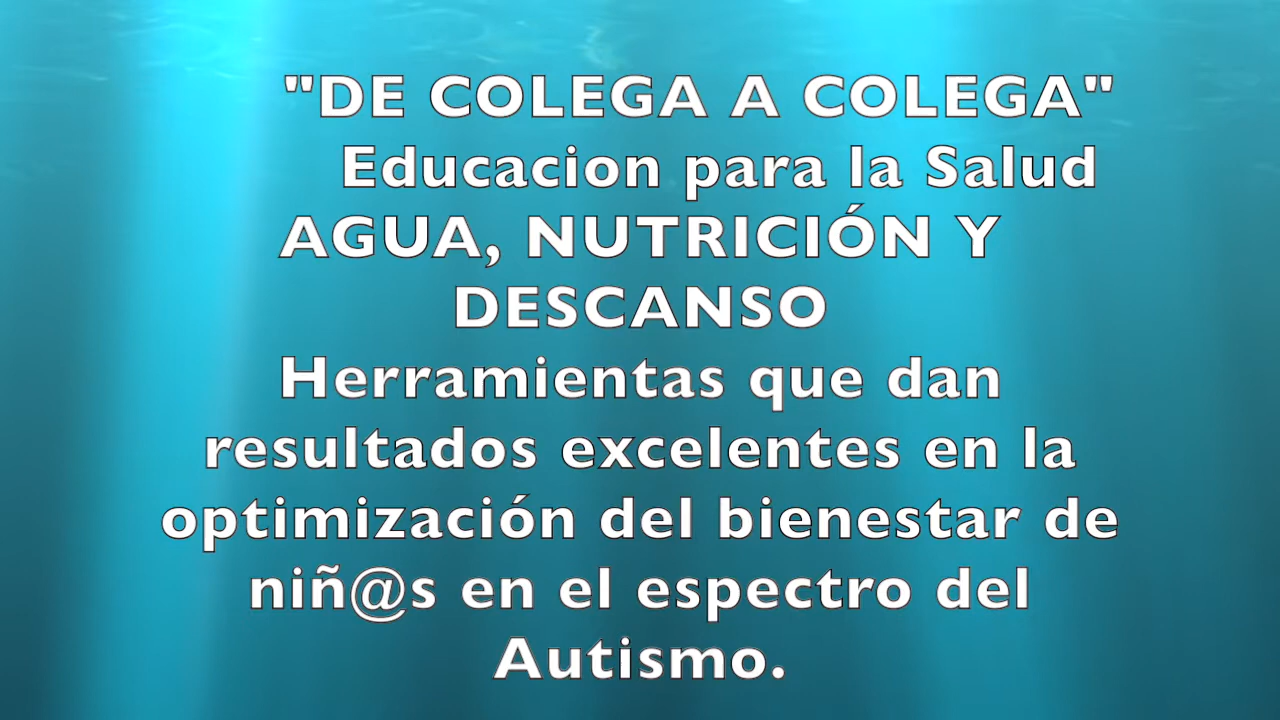 "DE COLEGA A COLEGA"
Educacion para la Salud
AGUA, NUTRICIÓN Y
DESCANSO
Herramientas que dan
resultados excelentes en la
optimización del bienestar de
niñ@s en el espectro del
Autismo.